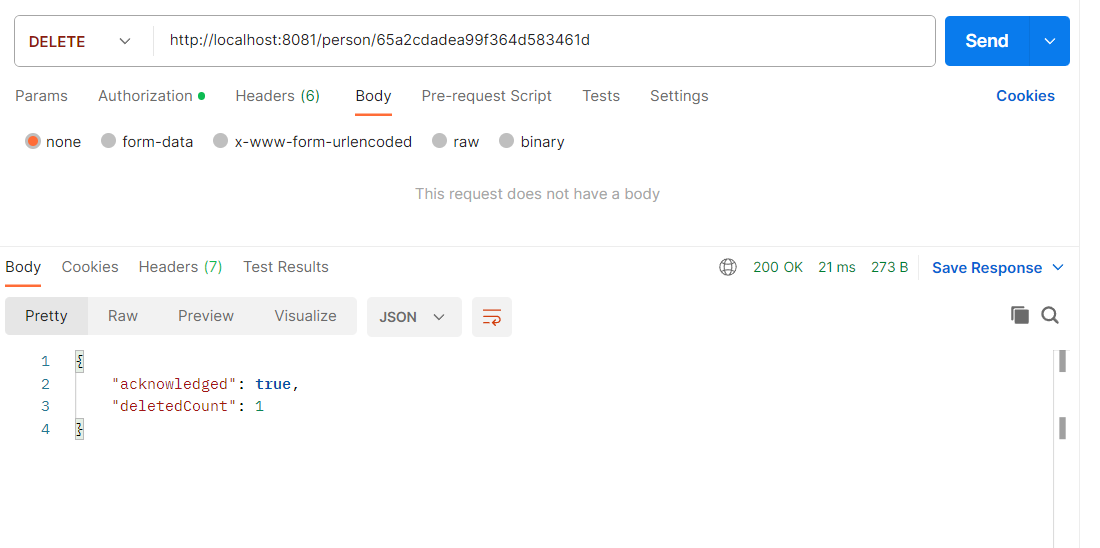 DELETE http://localhost:8081/person/65a2cdadea99f364d583461d Send
Params Authorization Headers (6) Body Pre-request Script Tests Settings Cookies
none form-data x-www-form-urlencoded raw binary
This request does not have a body
Body Cookies Headers (7) Test Results 200 OK 21 ms 273 B Save Response
Pretty Raw Preview Visualize JSON
1 {
2 "acknowledged": true,
3 "deletedCount": 1
4 }